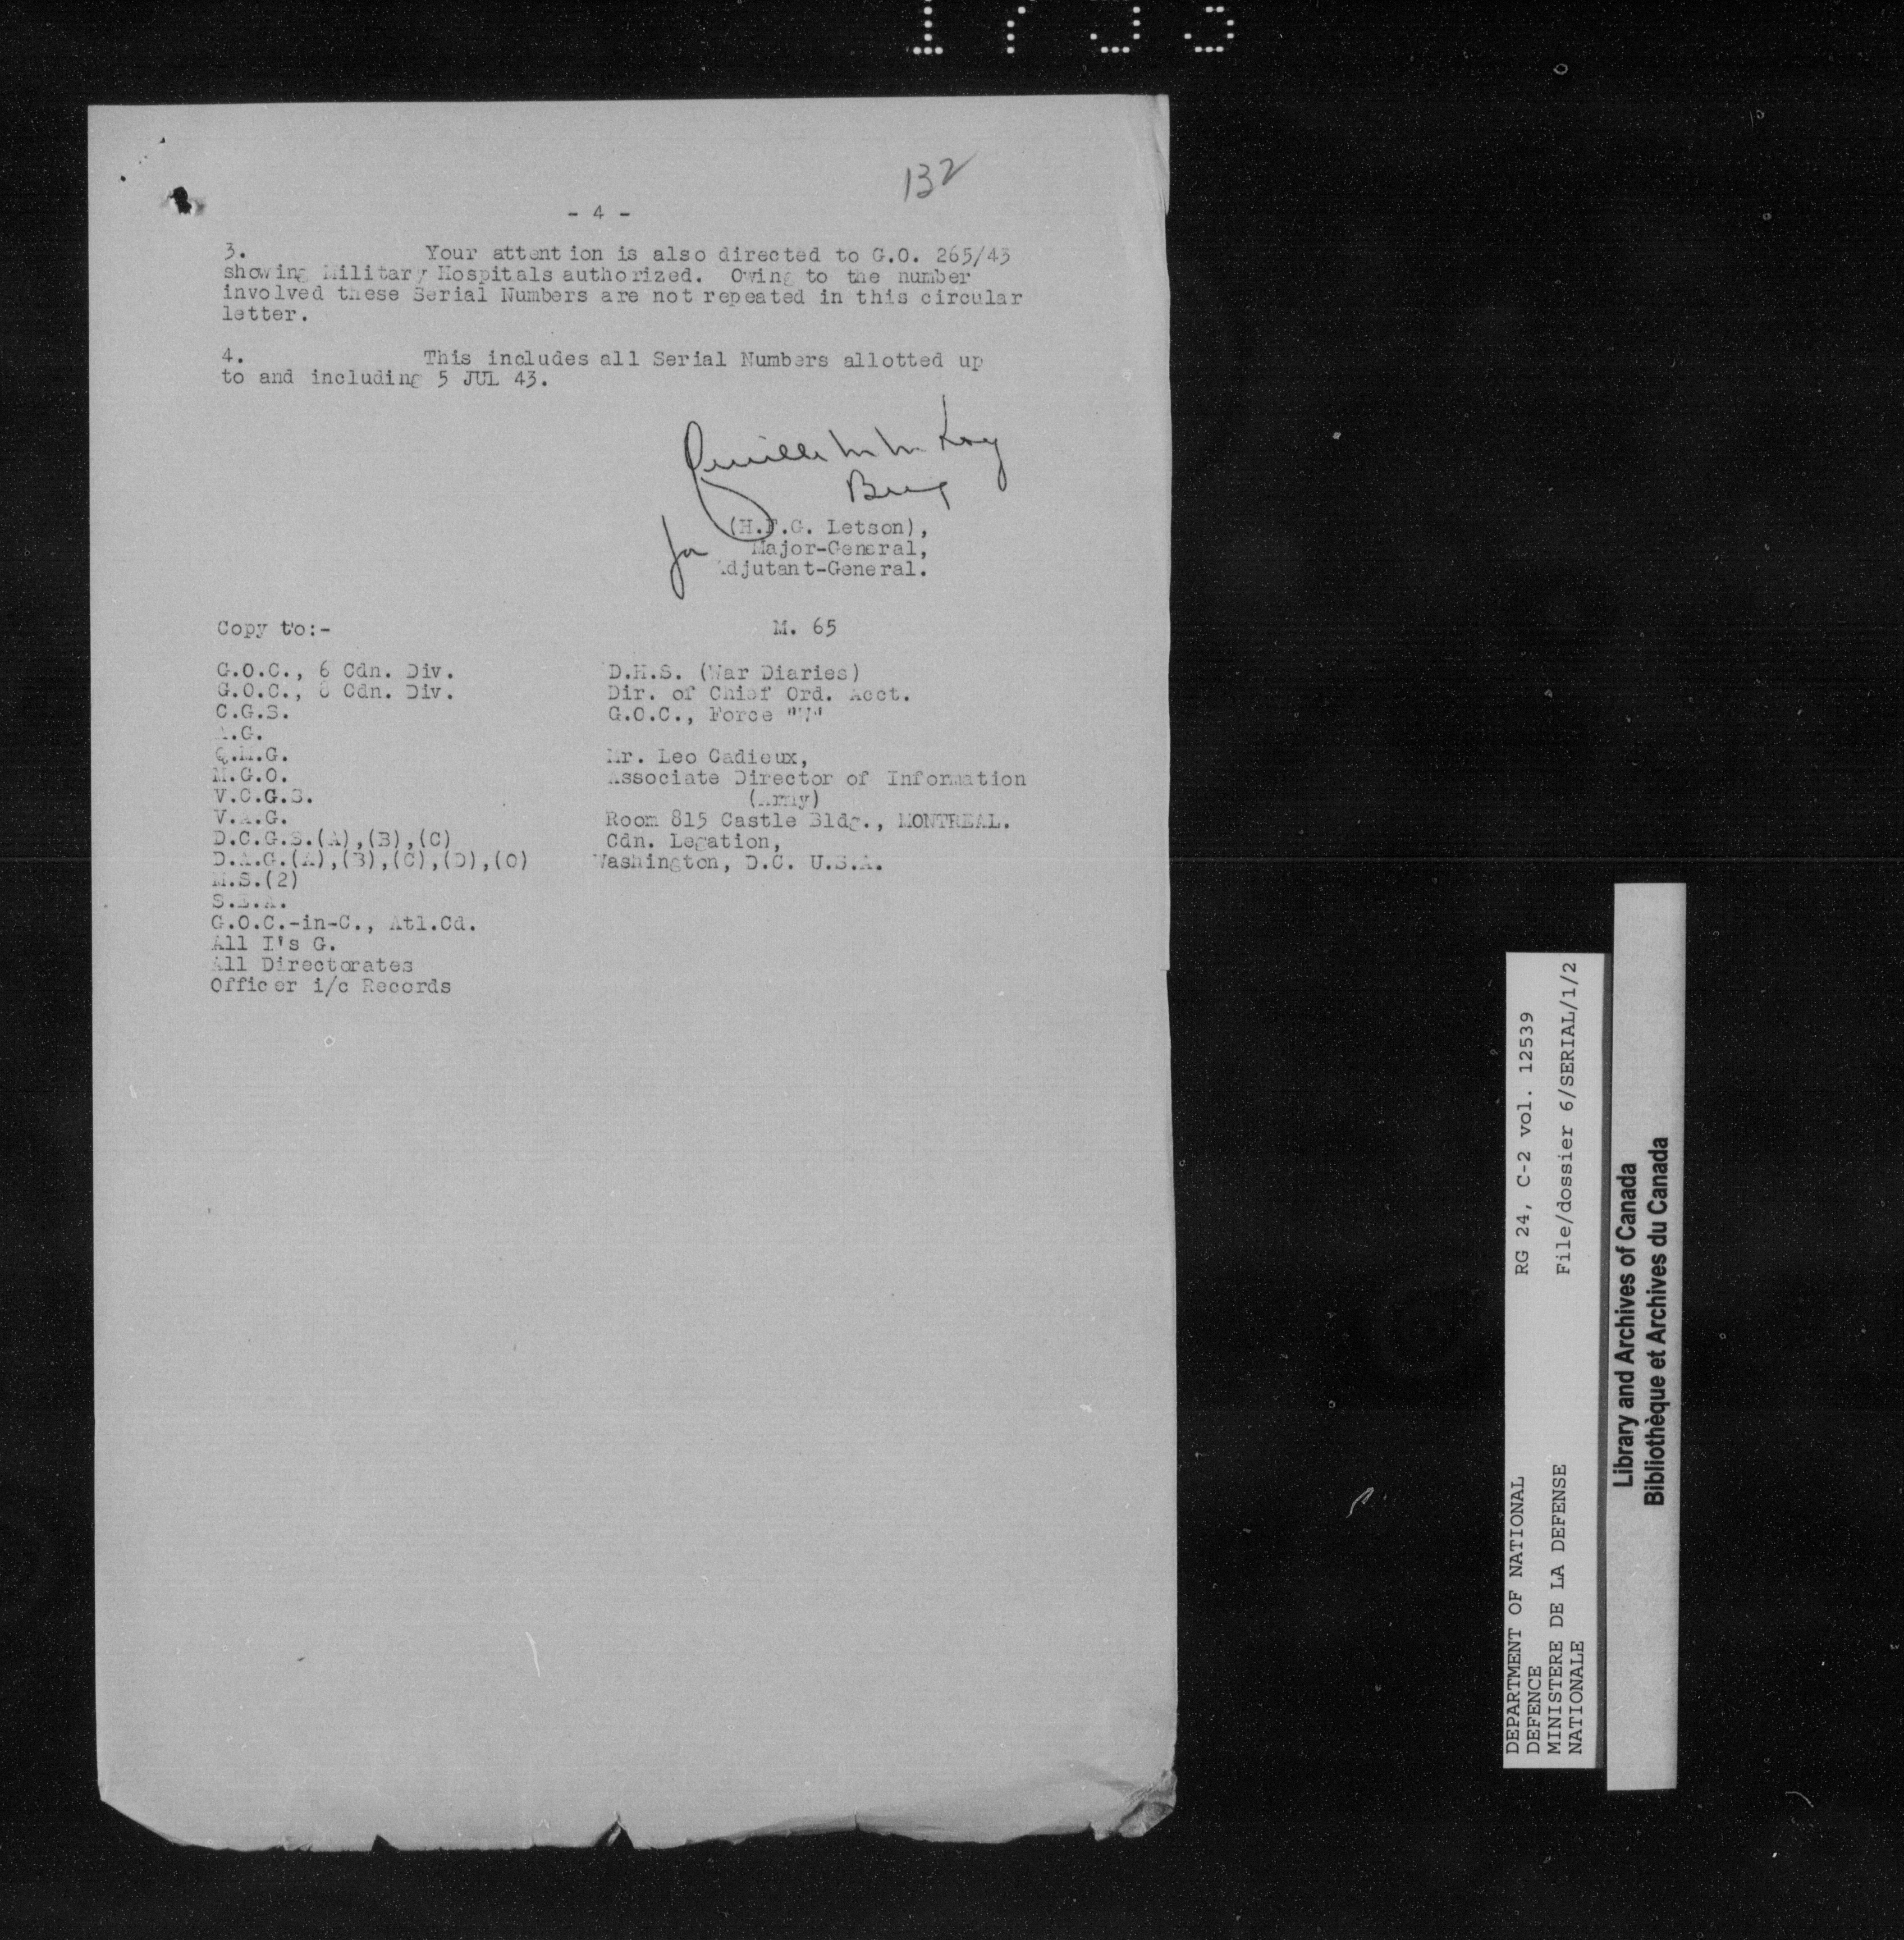 132
- 4 -
3. Your attention is also directed to G.O. 265/43
showing Military Hospitals authorized. Owing to the number
involved these Serial Numbers are not repeated in this circular
letter.
4. This includes all Serial Numbers allotted up
to and including 5 JUL 43.
for
(H.F.G. Letson),
Major-General,
Adjutant-General.
Copy to:-
M. 65
G.O.C., 6 Cdn. Div.
G.O.C., Cdn. Div.
C.G.S.
A.G.
Q.M.G.
M.G.O.
V.C.G.S.
V.A.G.
D.C.G.S.(A),(B),(C)
D.A.G.(A),(B),(C),(D),(O)
M.S.(2)
G.O.C.-in-C., Atl.Cd.
All I's G.
All Directorates
Officer i/c Records
D.H.S. (War Diaries)
Dir. of Chief Ord. Acct.
G.O.C., Force "W"
Mr. Leo Cadieux,
Associate Director of Information
(Army)
Room 815 Castle Bldg., MONTREAL.
Cdn. Legation,
Washington, D.C. U.S.A.
DEPARTMENT OF NATIONAL
DEFENCE
MINISTERE DE LA DEFENSE
NATIONALE
RG 24, C-2 vol. 12539
File/dossier 6/SERIAL/1/2
Library and Archives of Canada
Bibliothèque et Archives du Canada